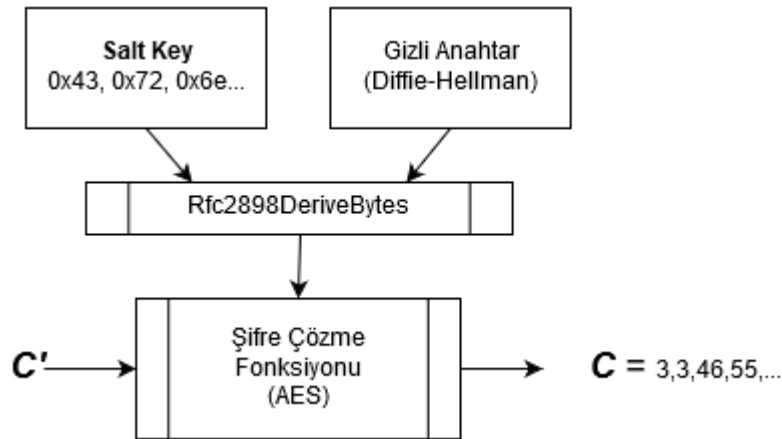 Salt Key
0x43, 0x72, 0x6e...
Gizli Anahtar
(Diffie-Hellman)
Rfc2898DeriveBytes
C'
Şifre Çözme
Fonksiyonu
(AES)
C = 3,3,46,55,...